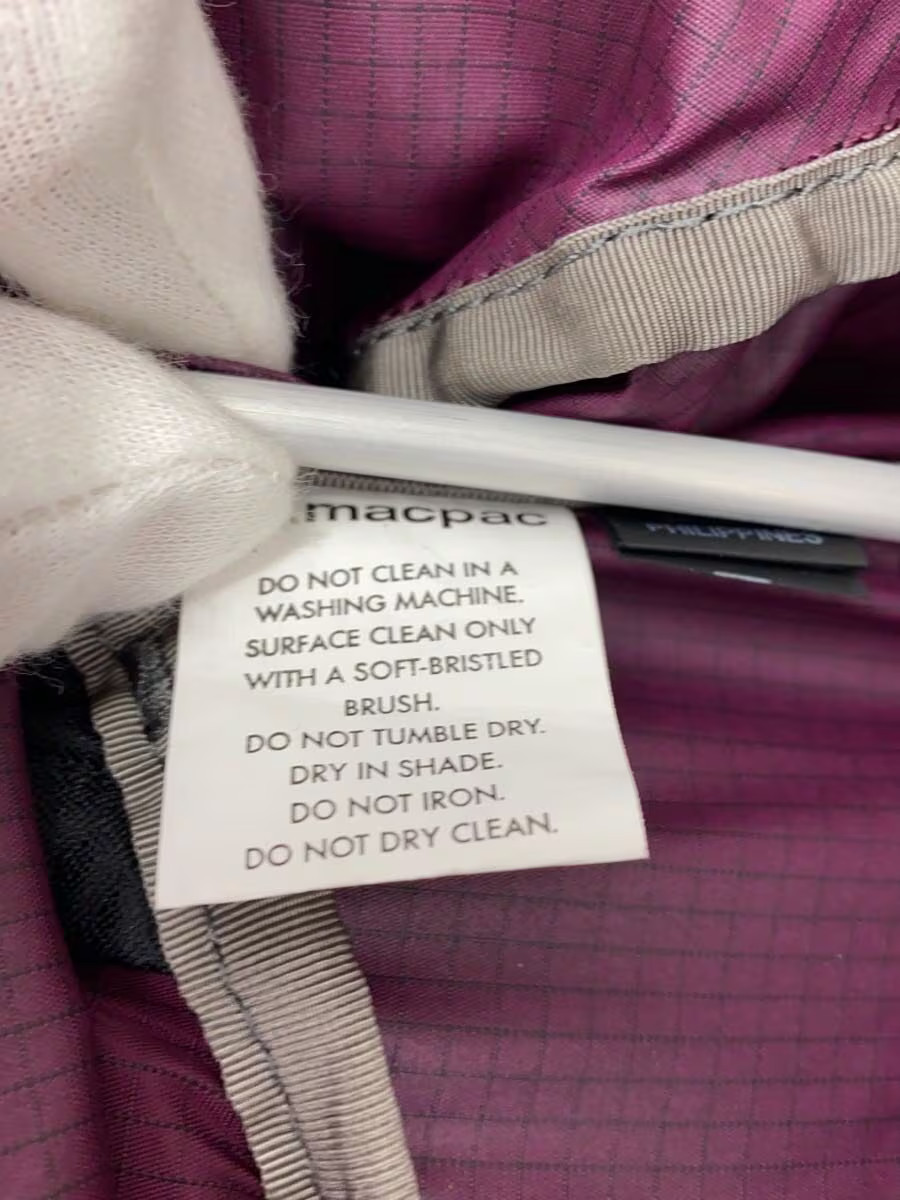 macpac
PHILIPPINES
DO NOT CLEAN IN A
WASHING MACHINE.
SURFACE CLEAN ONLY
WITH A SOFT-BRISTLED
BRUSH.
DO NOT TUMBLE DRY.
DRY IN SHADE.
DO NOT IRON.
DO NOT DRY CLEAN.